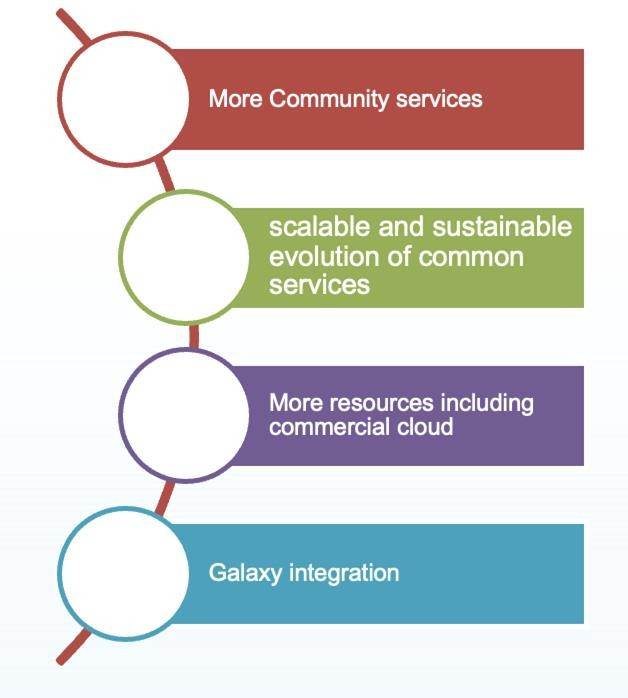 More Community services
scalable and sustainable
evolution of common
services
More resources including
commercial cloud
Galaxy integration